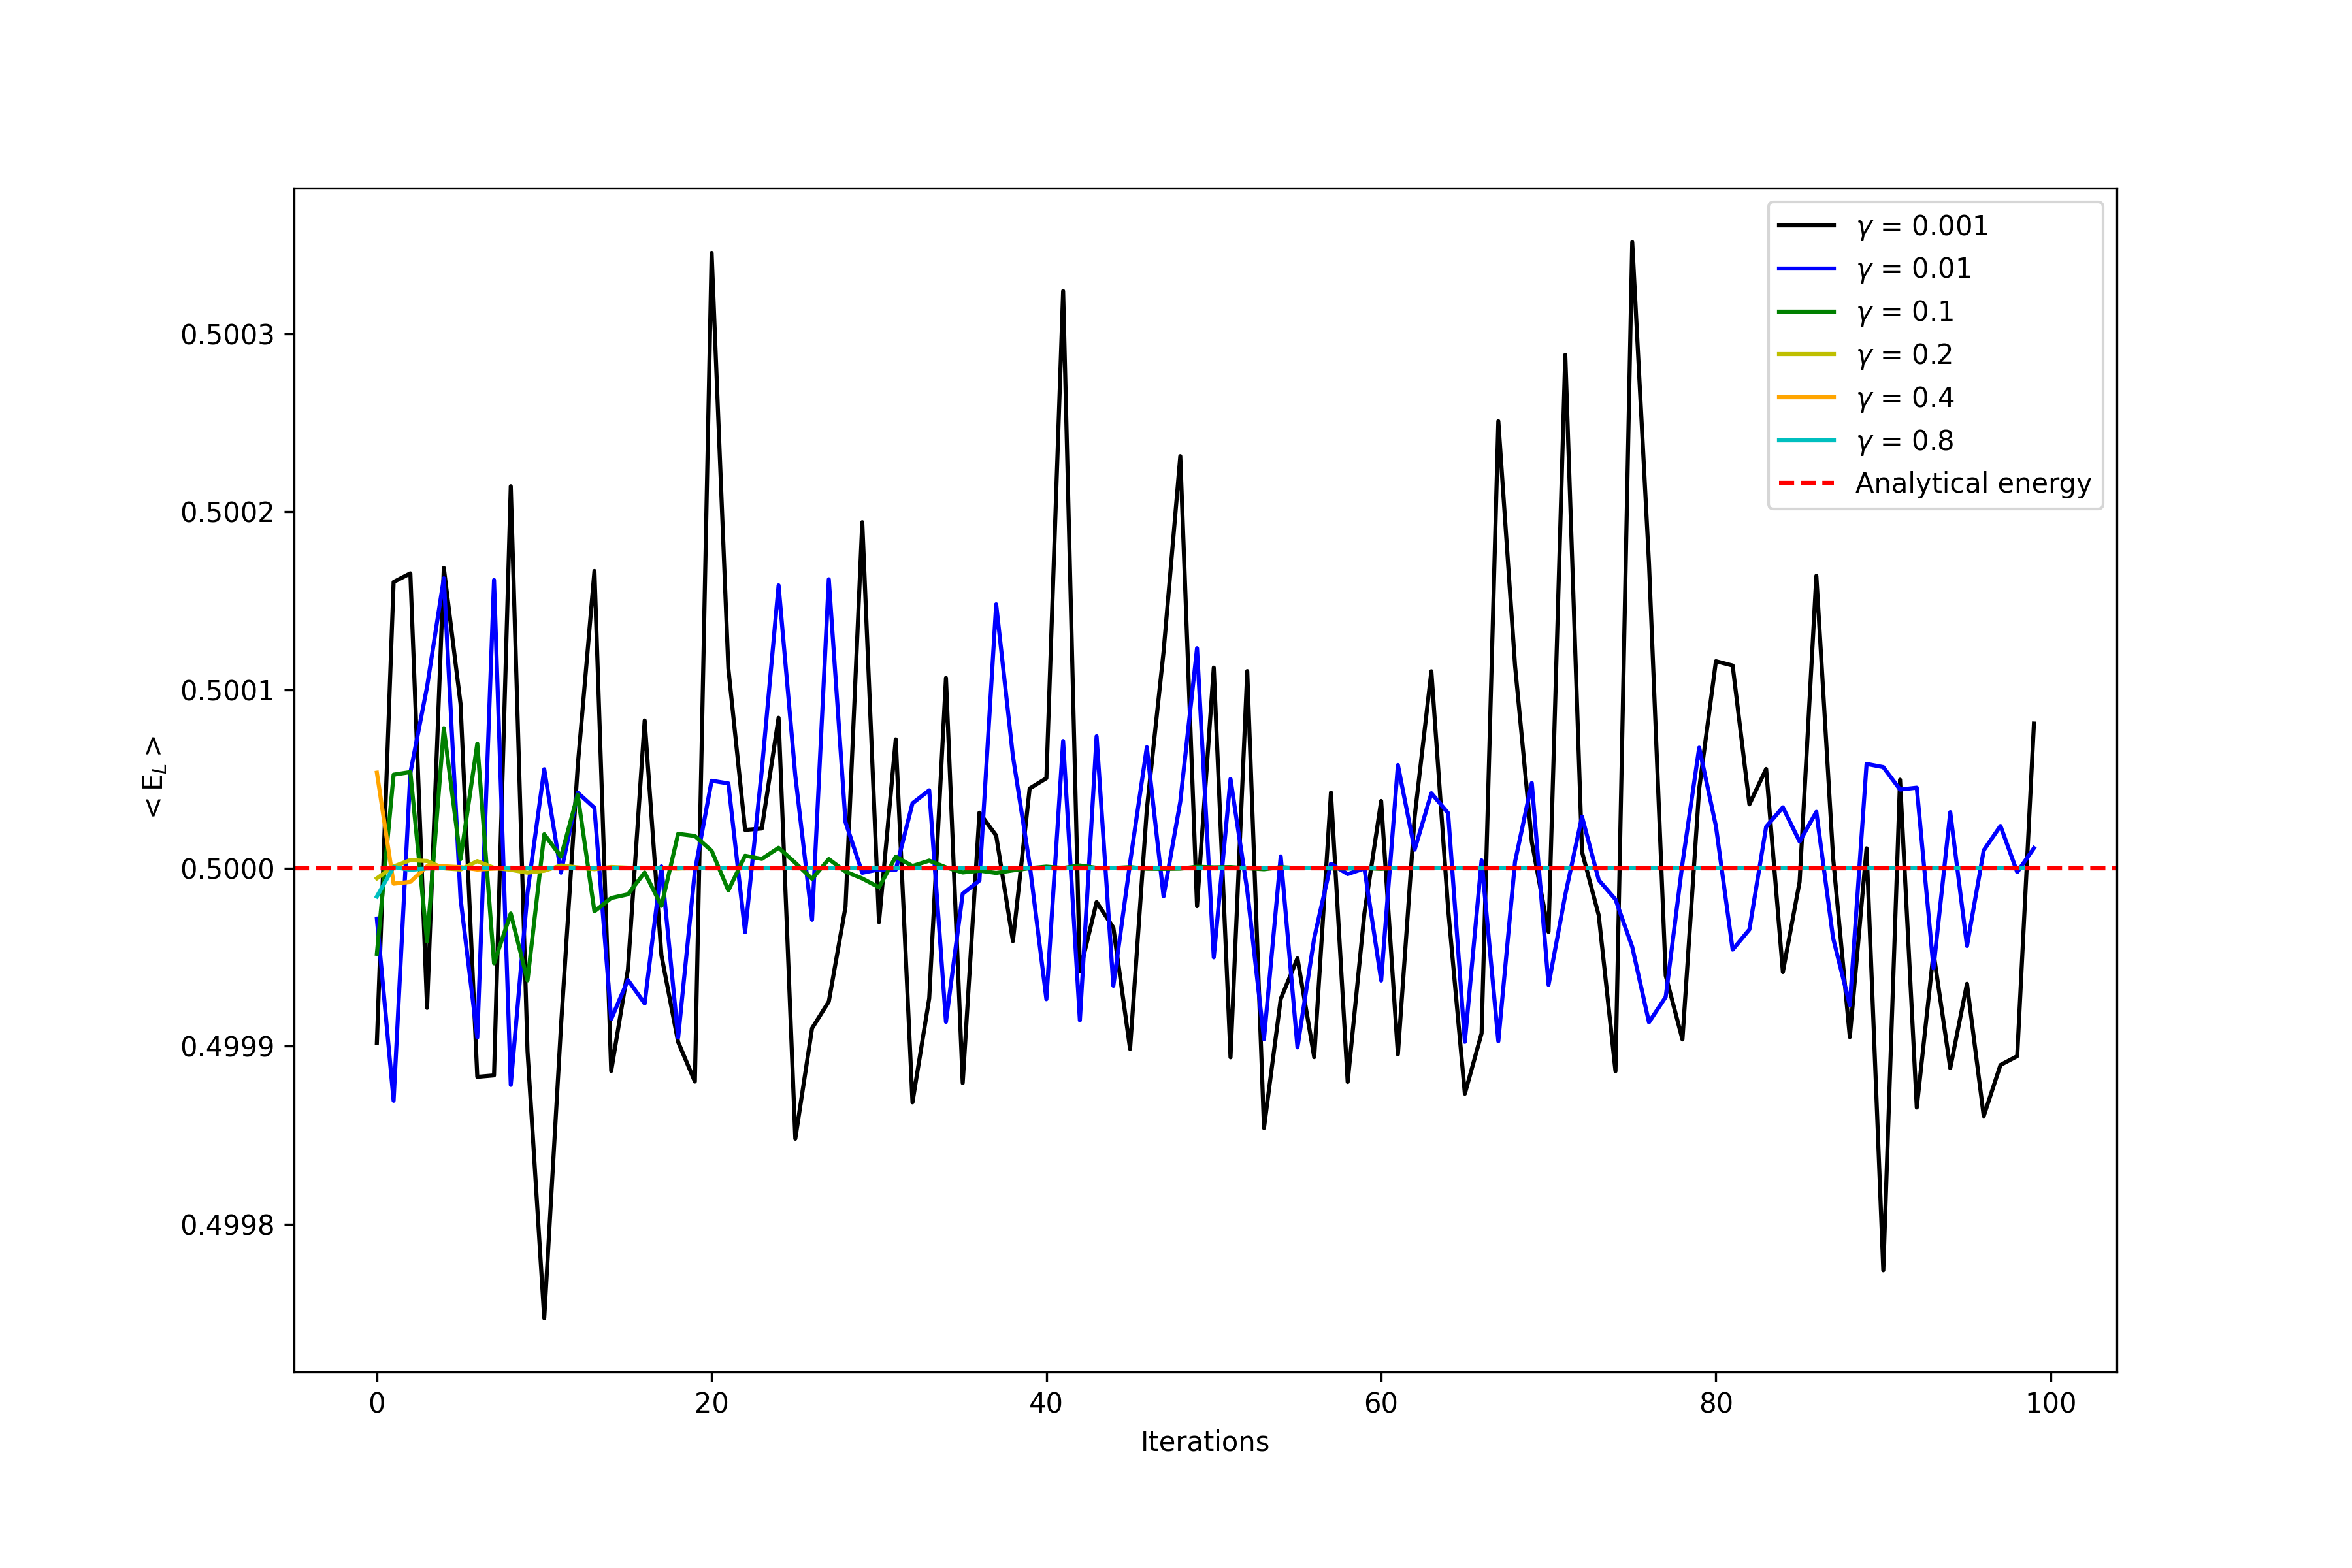 γ = 0.001
γ = 0.01
γ = 0.1
γ = 0.2
γ = 0.4
γ = 0.8
Analytical energy
0.5003
0.5002
0.5001
0.5000
0.4999
0.4998
< E_L >
0 20 40 60 80 100
Iterations